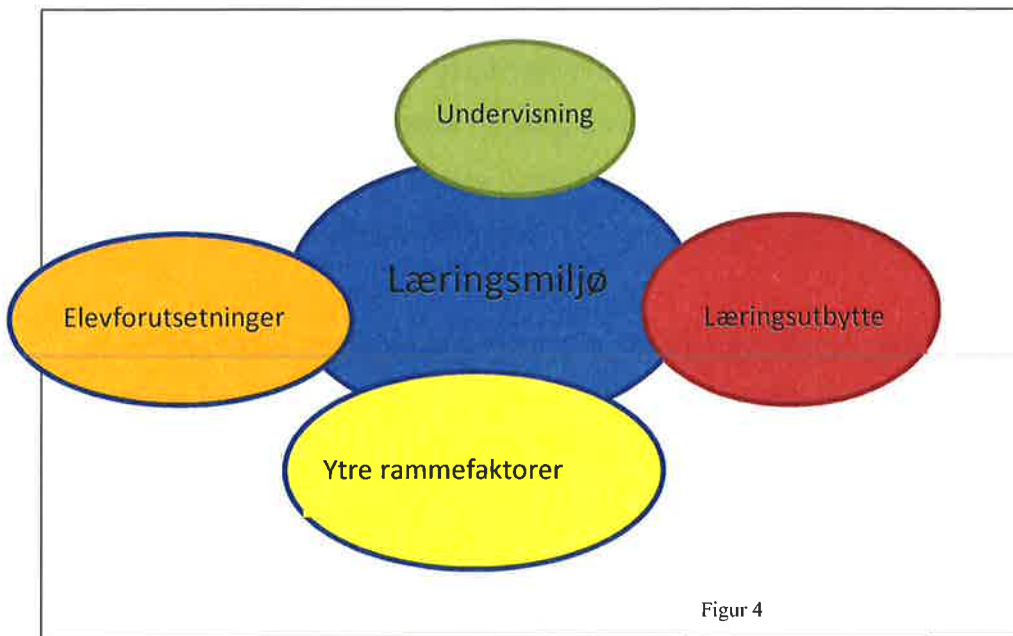 Undervisning
Læringsmiljø
Elevforutsetninger
Læringsutbytte
Ytre rammefaktorer
Figur 4